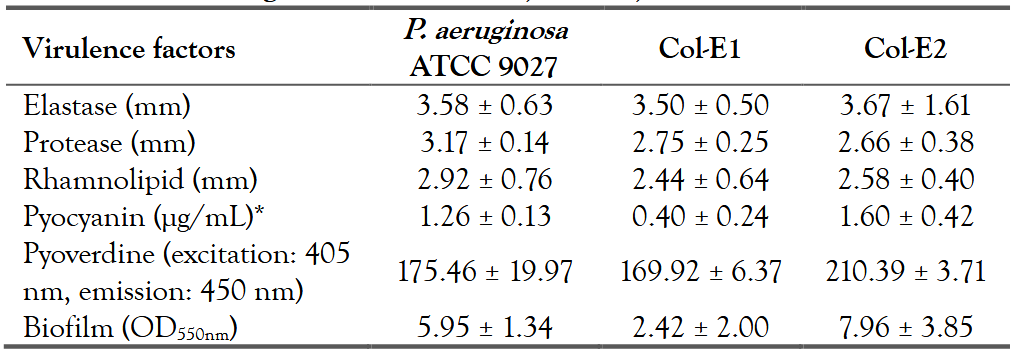 Virulence factors P. aeruginosa ATCC 9027 Col-E1 Col-E2
Elastase (mm) 3.58 ± 0.63 3.50 ± 0.50 3.67 ± 1.61
Protease (mm) 3.17 ± 0.14 2.75 ± 0.25 2.66 ± 0.38
Rhamnolipid (mm) 2.92 ± 0.76 2.44 ± 0.64 2.58 ± 0.40
Pyocyanin (µg/mL)* 1.26 ± 0.13 0.40 ± 0.24 1.60 ± 0.42
Pyoverdine (excitation: 405
nm, emission: 450 nm) 175.46 ± 19.97 169.92 ± 6.37 210.39 ± 3.71
Biofilm (OD550nm) 5.95 ± 1.34 2.42 ± 2.00 7.96 ± 3.85